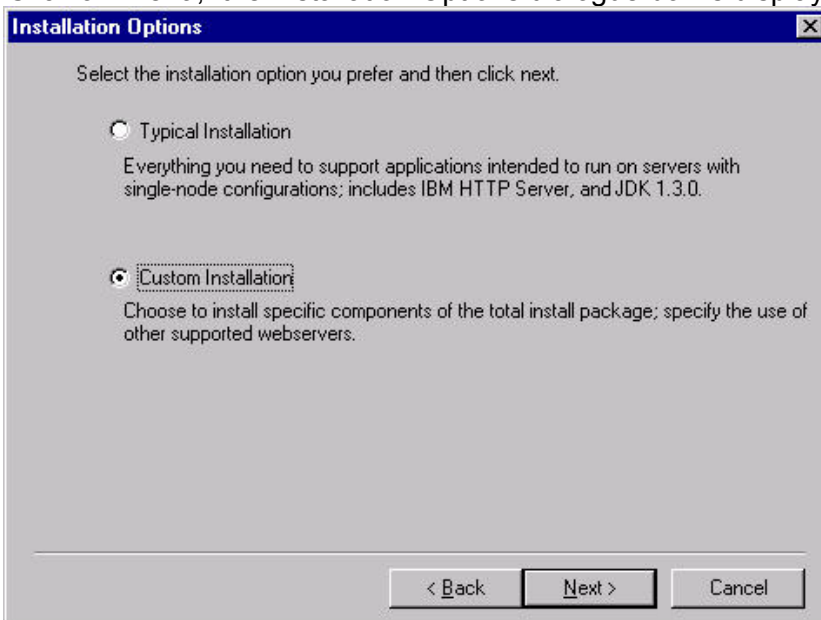 Installation Options
Select the installation option you prefer and then click next.
Typical Installation
Everything you need to support applications intended to run on servers with
single-node configurations; includes IBM HTTP Server, and JDK 1.3.0.
Custom Installation
Choose to install specific components of the total install package; specify the use of
other supported webservers.
< Back
Next >
Cancel